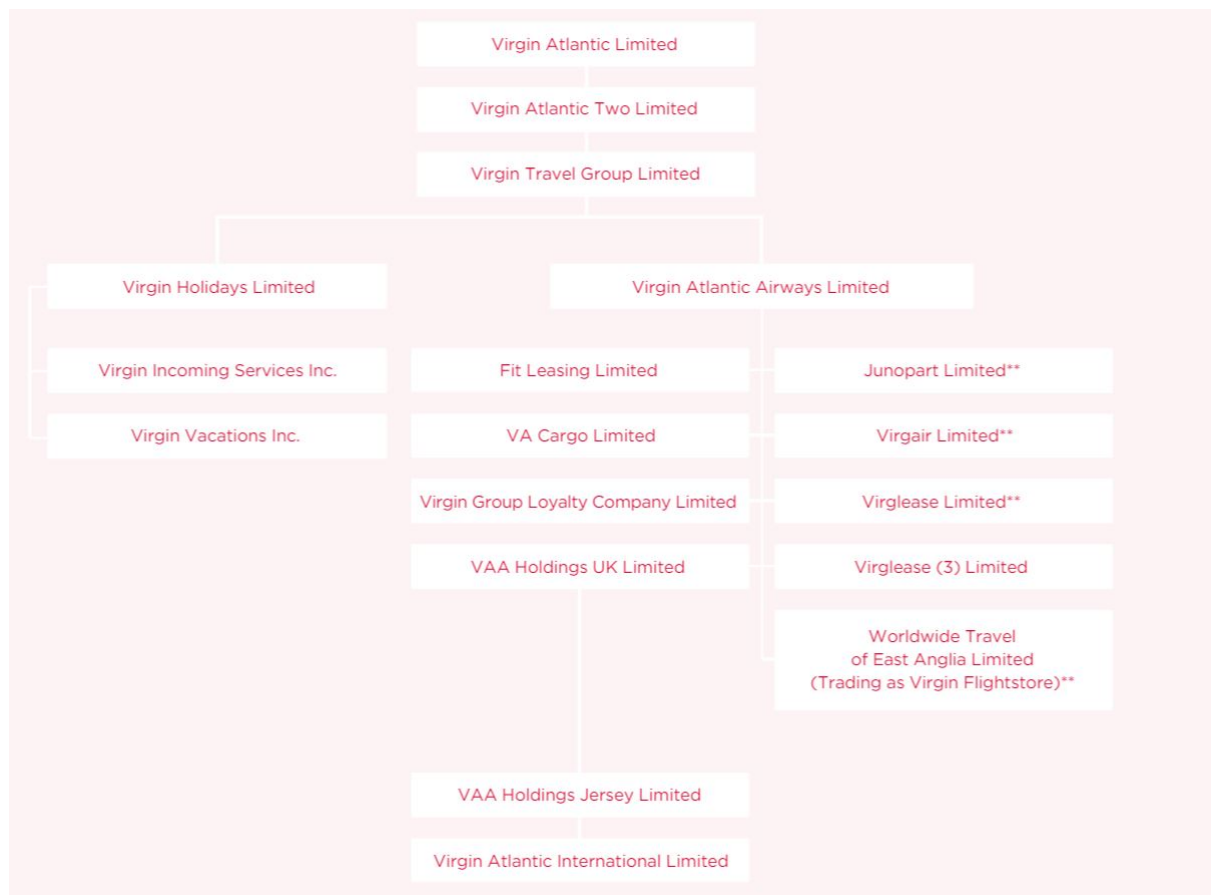 Virgin Atlantic Limited
Virgin Atlantic Two Limited
Virgin Travel Group Limited
Virgin Holidays Limited
Virgin Atlantic Airways Limited
Virgin Incoming Services Inc.
Fit Leasing Limited
Junopart Limited**
Virgin Vacations Inc.
VA Cargo Limited
Virgair Limited**
Virgin Group Loyalty Company Limited
Virglease Limited**
VAA Holdings UK Limited
Virglease (3) Limited
Worldwide Travel
of East Anglia Limited
(Trading as Virgin Flightstore)**
VAA Holdings Jersey Limited
Virgin Atlantic International Limited